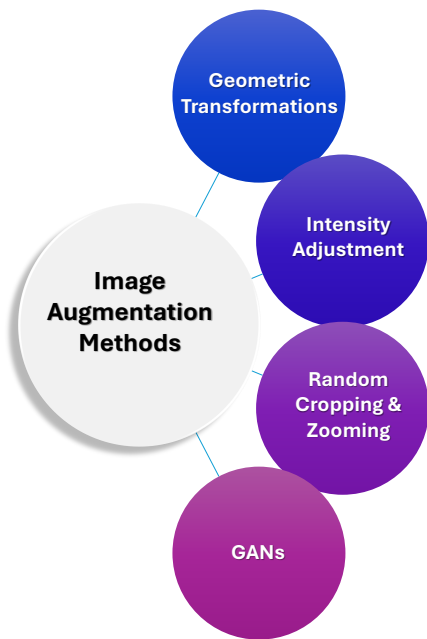 Geometric
Transformations
Intensity
Adjustment
Image
Augmentation
Methods
Random
Cropping &
Zooming
GANs